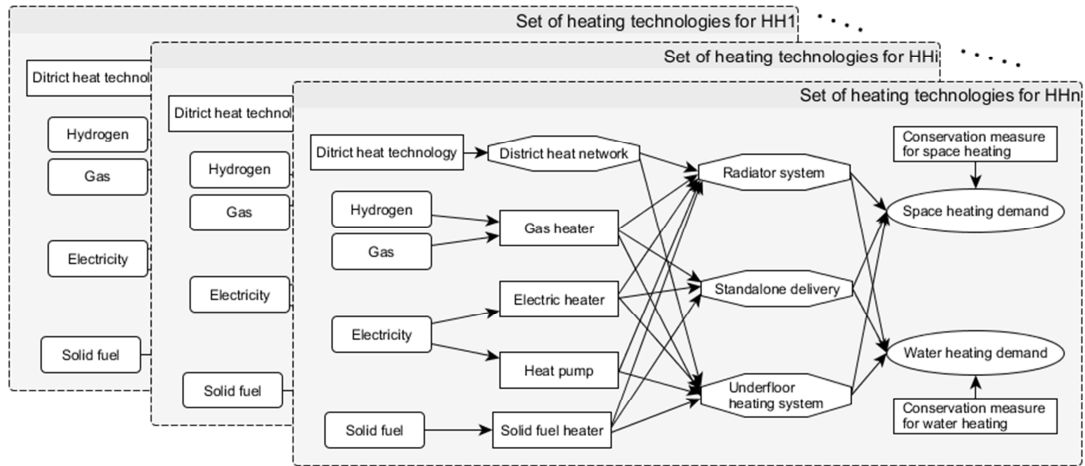 Set of heating technologies for HH1
Ditrict heat technol
Hydrogen
Gas
Electricity
Solid fuel
Set of heating technologies for HHi
Ditrict heat technol
Hydrogen
Gas
Electricity
Solid fuel
Set of heating technologies for HHn
Ditrict heat technology
District heat network
Hydrogen
Gas
Gas heater
Electricity
Electric heater
Heat pump
Solid fuel
Solid fuel heater
Radiator system
Standalone delivery
Underfloor
heating system
Conservation measure
for space heating
Space heating demand
Water heating demand
Conservation measure
for water heating